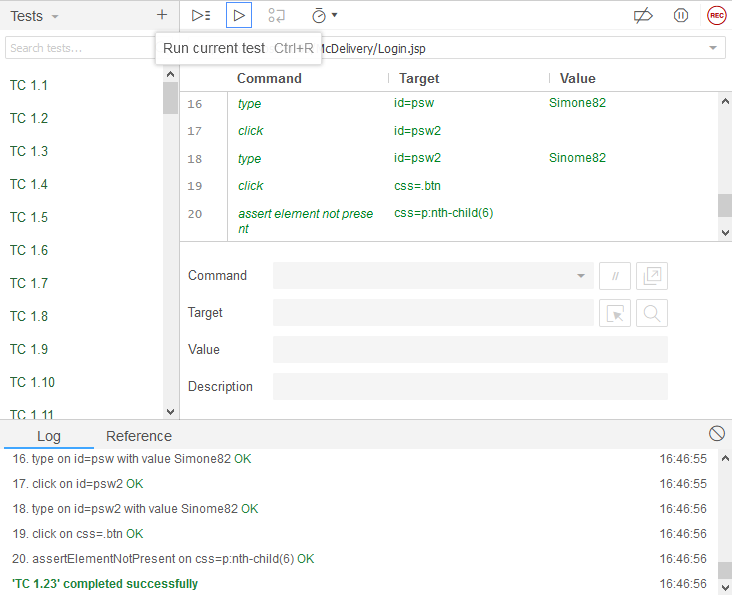 Tests
REC
Search tests...
Run current test Ctrl+R
McDelivery/Login.jsp
Command Target Value
16 type id=psw Simone82
17 click id=psw2
18 type id=psw2 Sinome82
19 click css=.btn
20 assert element not prese css=p:nth-child(6)
nt
TC 1.1
TC 1.2
TC 1.3
TC 1.4
TC 1.5
TC 1.6
TC 1.7
TC 1.8
TC 1.9
TC 1.10
TC 1.11
Command //
Target
Value
Description
Log Reference
16. type on id=psw with value Simone82 OK 16:46:55
17. click on id=psw2 OK 16:46:55
18. type on id=psw2 with value Sinome82 OK 16:46:56
19. click on css=.btn OK 16:46:56
20. assertElementNotPresent on css=p:nth-child(6) OK 16:46:56
'TC 1.23' completed successfully 16:46:56